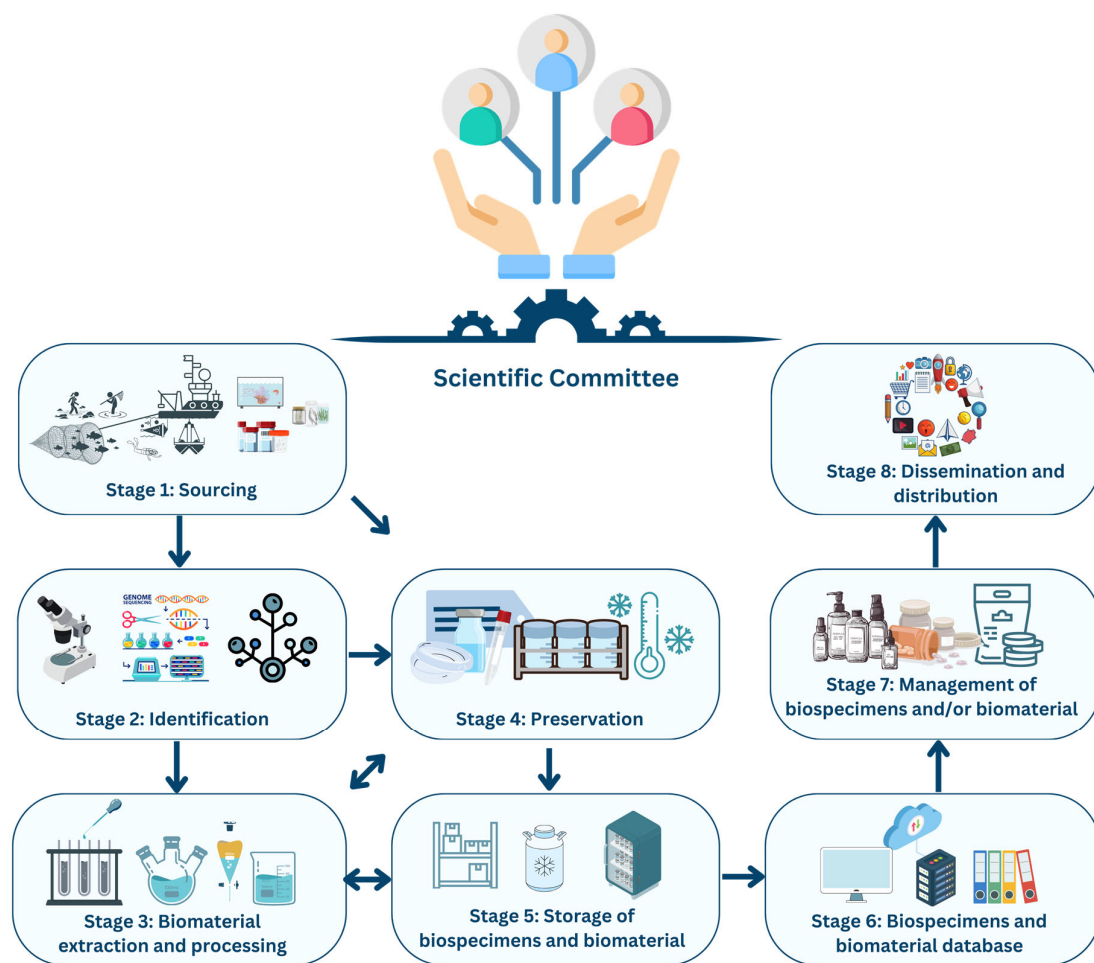 Scientific Committee
Stage 1: Sourcing
Stage 8: Dissemination and
distribution
GENOME
SEQUENCING
Stage 2: Identification
Stage 4: Preservation
Stage 7: Management of
biospecimens and/or biomaterial
Stage 3: Biomaterial
extraction and processing
Stage 5: Storage of
biospecimens and biomaterial
Stage 6: Biospecimens and
biomaterial database